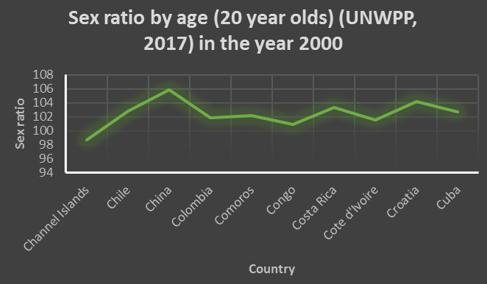 Sex ratio by age (20 year olds) (UNWPP,
2017) in the year 2000
108
106
104
102
100
98
96
94
Sex ratio
Channel Islands
Chile
China
Colombia
Comoros
Congo
Costa Rica
Cote d'Ivoire
Croatia
Cuba
Country